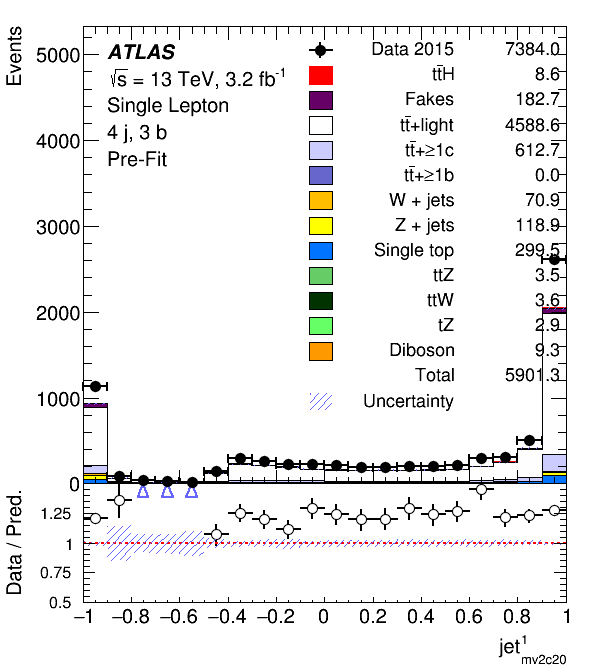 Events
5000
4000
3000
2000
1000
0
ATLAS
√s = 13 TeV, 3.2 fb⁻¹
Single Lepton
4 j, 3 b
Pre-Fit
Data 2015 7384.0
tt̄H 8.6
Fakes 182.7
tt̄+light 4588.6
tt̄+≥1c 612.7
tt̄+≥1b 0.0
W + jets 70.9
Z + jets 118.9
Single top 299.5
ttZ 3.5
ttW 3.6
tZ 2.9
Diboson 9.3
Total 5901.3
Uncertainty
Data / Pred.
1.25
1
0.75
0.5
−1 −0.8 −0.6 −0.4 −0.2 0 0.2 0.4 0.6 0.8 1
jet¹mv2c20